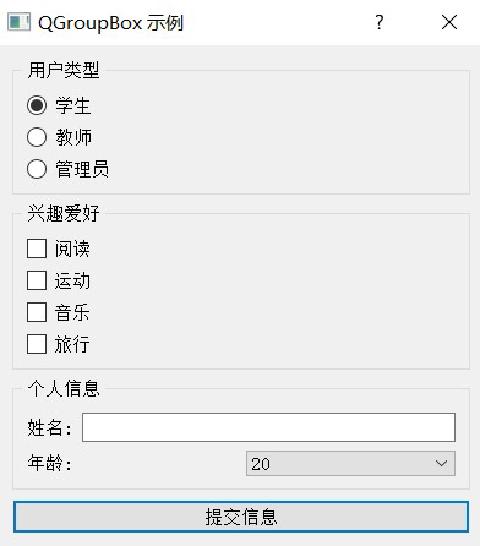 QGroupBox 示例
用户类型
学生
教师
管理员
兴趣爱好
阅读
运动
音乐
旅行
个人信息
姓名：
年龄： 20
提交信息